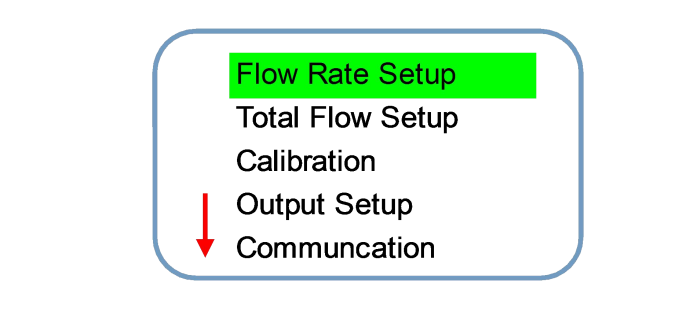 Flow Rate Setup
Total Flow Setup
Calibration
Output Setup
Communcation